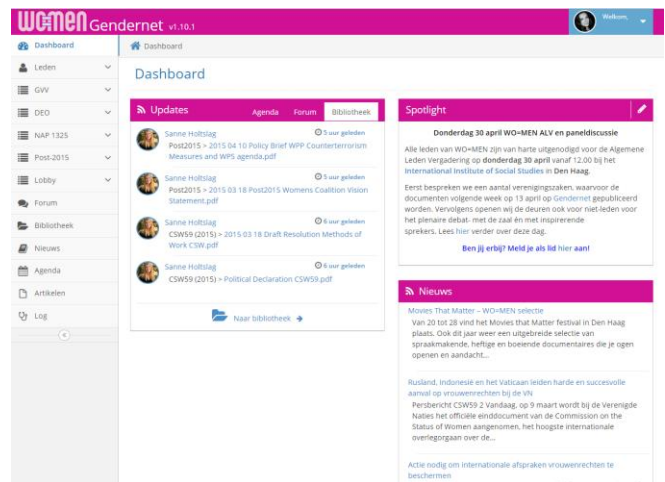 WOMEN Gendernet v1.10.1
Welkom,
Dashboard
Leden
GVV
DEO
NAP 1325
Post-2015
Lobby
Forum
Bibliotheek
Nieuws
Agenda
Artikelen
Log
Dashboard
Dashboard
Updates
Agenda Forum Bibliotheek
Sanne Holtslag 5 uur geleden
Post2015 > 2015 04 10 Policy Brief WPP Counterterrorism
Measures and WPS agenda.pdf
Sanne Holtslag 5 uur geleden
Post2015 > 2015 03 18 Post2015 Womens Coalition Vision
Statement.pdf
Sanne Holtslag 6 uur geleden
CSW59 (2015) > 2015 03 18 Draft Resolution Methods of
Work CSW.pdf
Sanne Holtslag 6 uur geleden
CSW59 (2015) > Political Declaration CSW59.pdf
Naar bibliotheek
Spotlight
Donderdag 30 april WO=MEN ALV en paneldiscussie
Alle leden van WO=MEN zijn van harte uitgenodigd voor de Algemene
Leden Vergadering op donderdag 30 april vanaf 12.00 bij het
International Institute of Social Studies in Den Haag.
Eerst bespreken we een aantal verenigingszaken, waarvoor de
documenten volgende week op 13 april op Gendernet gepubliceerd
worden. Vervolgens openen wij de deuren ook voor niet-leden voor
het plenaire debat- met de zaal én met inspirerende
sprekers. Lees hier verder over deze dag.
Ben jij erbij? Meld je als lid hier aan!
Nieuws
Movies That Matter – WO=MEN selectie
Van 20 tot 28 vind het Movies that Matter festival in Den Haag
plaats. Ook dit jaar weer een uitgebreide selectie van
spraakmakende, heftige en boeiende documentaires die je ogen
openen en aandacht...
Rusland, Indonesië en het Vaticaan leiden harde en succesvolle
aanval op vrouwenrechten bij de VN
Persbericht CSW59 2 Vandaag, op 9 maart wordt bij de Verenigde
Naties het officiële einddocument van de Commission on the
Status of Women aangenomen, het hoogste internationale
overlegorgaan over de...
Actie nodig om internationale afspraken vrouwenrechten te
beschermen